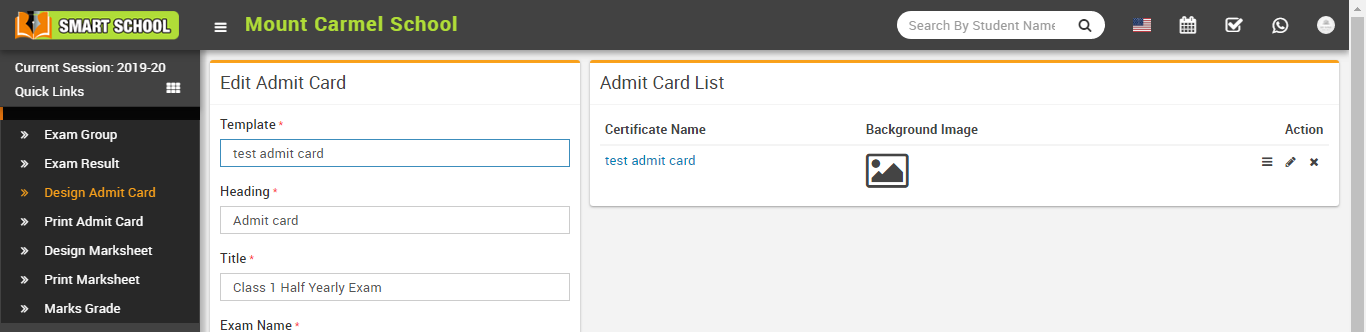 SMART SCHOOL
Mount Carmel School
Search By Student Name
Current Session: 2019-20
Quick Links
Exam Group
Exam Result
Design Admit Card
Print Admit Card
Design Marksheet
Print Marksheet
Marks Grade
Edit Admit Card
Template *
test admit card
Heading *
Admit card
Title *
Class 1 Half Yearly Exam
Exam Name *
Admit Card List
Certificate Name Background Image Action
test admit card